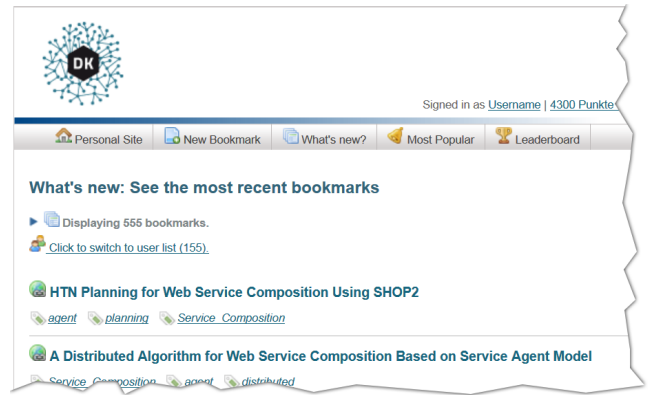 DK
Signed in as Username | 4300 Punkte
Personal Site New Bookmark What's new? Most Popular Leaderboard
What's new: See the most recent bookmarks
Displaying 555 bookmarks.
Click to switch to user list (155).
HTN Planning for Web Service Composition Using SHOP2
agent planning Service_Composition
A Distributed Algorithm for Web Service Composition Based on Service Agent Model
Service_Composition agent distributed